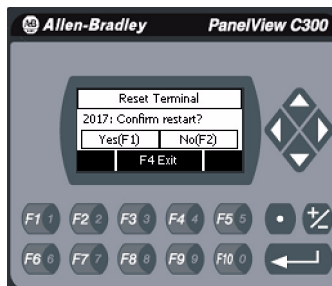 Allen-Bradley PanelView C300
Reset Terminal
2017: Confirm restart?
Yes(F1) No(F2)
F4 Exit
F1 1 F2 2 F3 3 F4 4 F5 5 • +/-
F6 6 F7 7 F8 8 F9 9 F10 0